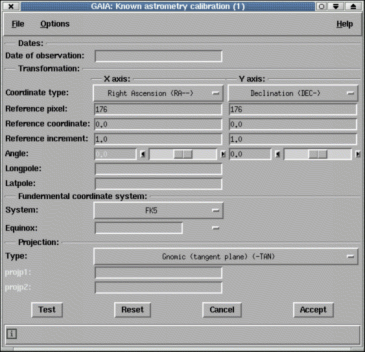 GAIA: Known astrometry calibration (1)
File Options Help
Dates:
Date of observation:
Transformation:
X axis: Y axis:
Coordinate type: Right Ascension (RA--) Declination (DEC-)
Reference pixel: 176 176
Reference coordinate: 0.0 0.0
Reference increment: 1.0 1.0
Angle: 0.0
Longpole:
Latpole:
Fundermental coordinate system:
System: FK5
Equinox:
Projection:
Type: Gnomic (tangent plane) (-TAN)
projp1:
projp2:
Test Reset Cancel Accept